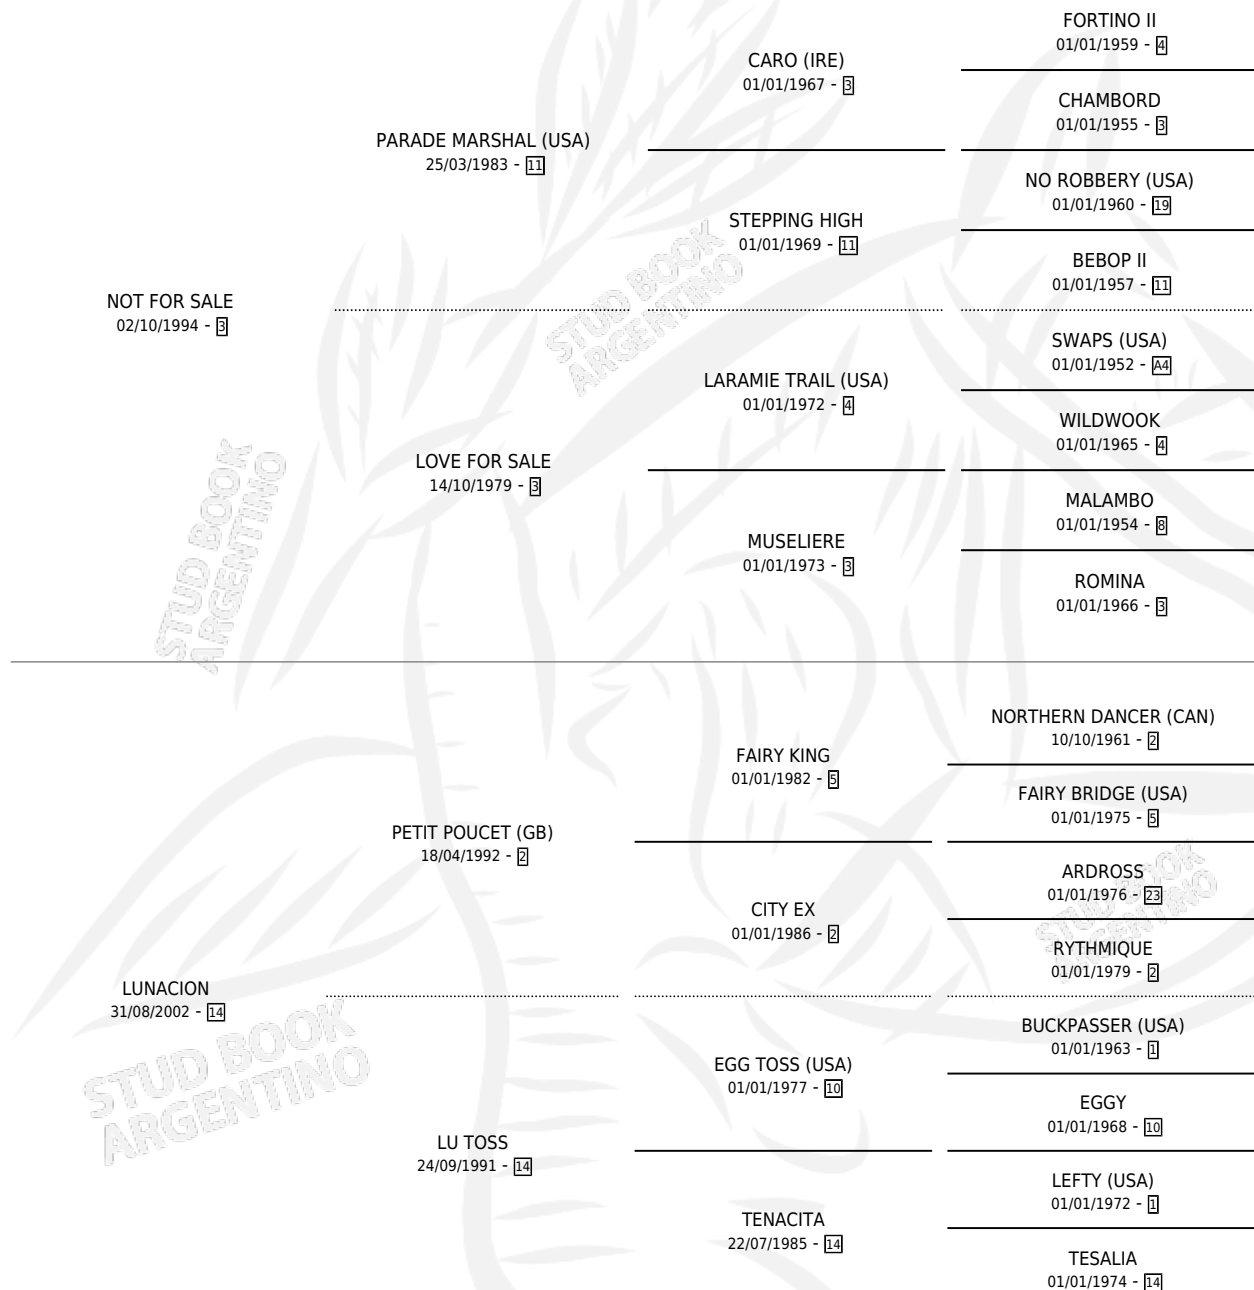 FORTINO II
01/01/1959 - 4
CARO (IRE)
01/01/1967 - 3
CHAMBORD
01/01/1955 - 3
PARADE MARSHAL (USA)
25/03/1983 - 11
NO ROBBERY (USA)
01/01/1960 - 19
STEPPING HIGH
01/01/1969 - 11
BEBOP II
01/01/1957 - 11
NOT FOR SALE
02/10/1994 - 3
SWAPS (USA)
01/01/1952 - A4
LARAMIE TRAIL (USA)
01/01/1972 - 4
WILDWOOK
01/01/1965 - 4
LOVE FOR SALE
14/10/1979 - 3
MALAMBO
01/01/1954 - 8
MUSELIERE
01/01/1973 - 3
ROMINA
01/01/1966 - 3
STUD BOOK
ARGENTINO
STUD BOOK
ARGENTINO
NORTHERN DANCER (CAN)
10/10/1961 - 2
FAIRY KING
01/01/1982 - 5
FAIRY BRIDGE (USA)
01/01/1975 - 5
PETIT POUCET (GB)
18/04/1992 - 2
ARDROSS
01/01/1976 - 23
CITY EX
01/01/1986 - 2
RYTHMIQUE
01/01/1979 - 2
LUNACION
31/08/2002 - 14
BUCKPASSER (USA)
01/01/1963 - 1
EGG TOSS (USA)
01/01/1977 - 10
EGGY
01/01/1968 - 10
LU TOSS
24/09/1991 - 14
LEFTY (USA)
01/01/1972 - 1
TENACITA
22/07/1985 - 14
TESALIA
01/01/1974 - 14
STUD BOOK
ARGENTINO
STUD BOOK
ARGENTINO